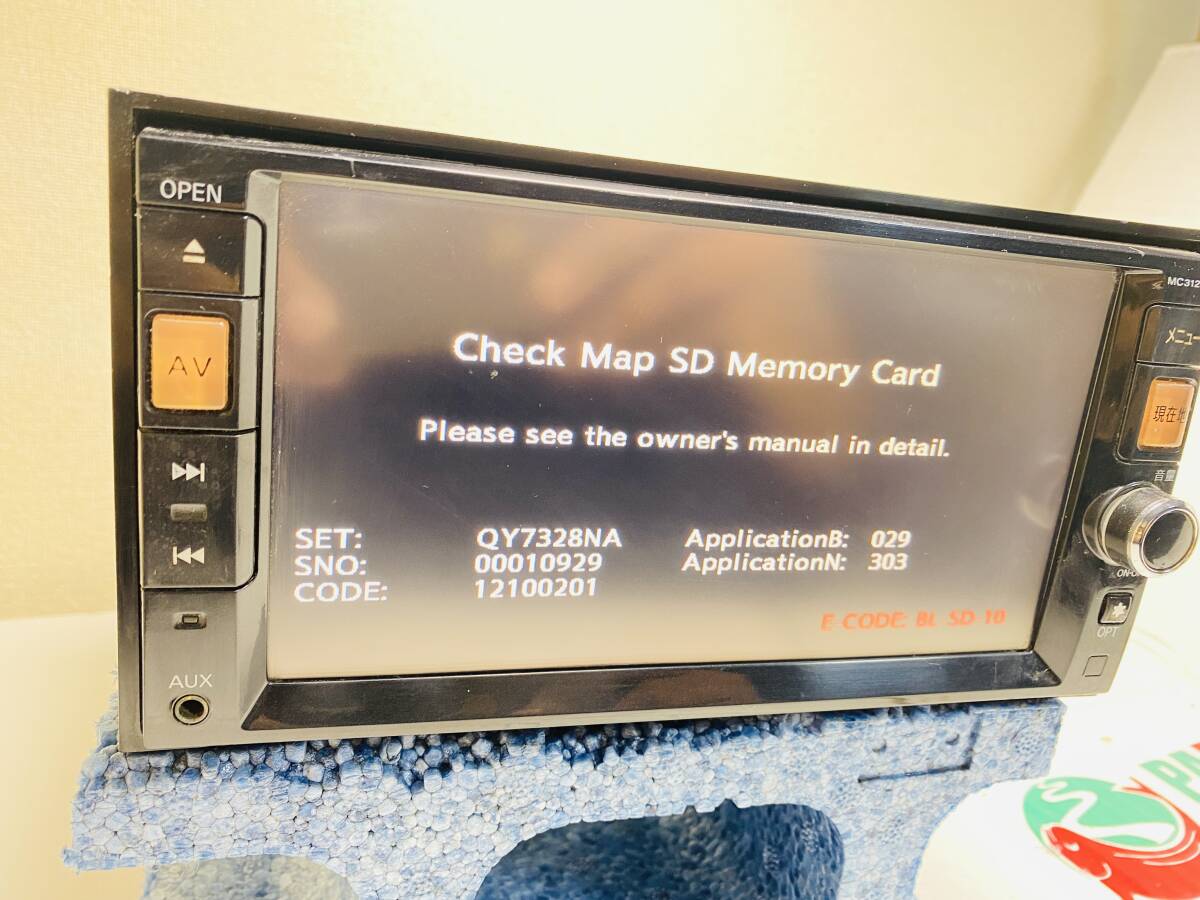 OPEN
AV
AUX
Check Map SD Memory Card
Please see the owner's manual in detail.
SET: QY7328NA ApplicationB: 029
SNO: 00010929 ApplicationN: 303
CODE: 12100201
E-CODE: BL-SD-10
MC312
メニュー
現在地
音量
OPT